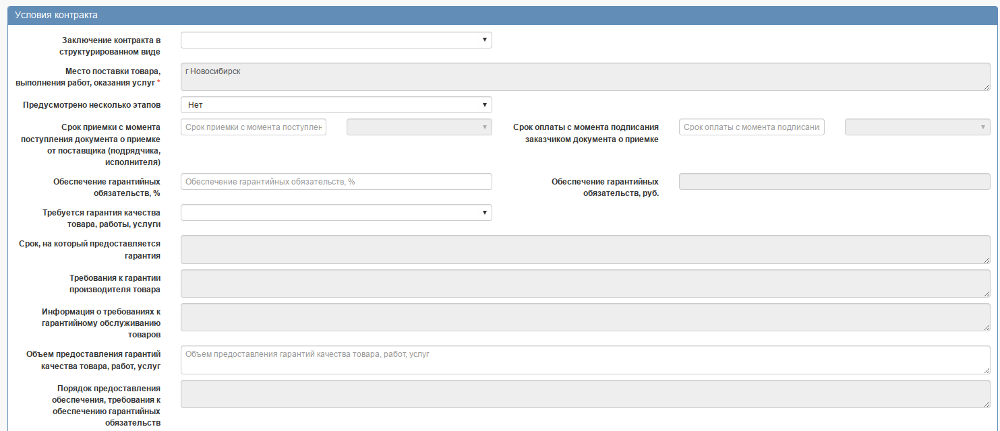 Условия контракта
Заключение контракта в
структурированном виде
Место поставки товара,
выполнения работ, оказания услуг *
г Новосибирск
Предусмотрено несколько этапов
Нет
Срок приемки с момента
поступления документа о приемке
от поставщика (подрядчика,
исполнителя)
Срок приемки с момента поступлен
Срок оплаты с момента подписания
заказчиком документа о приемке
Срок оплаты с момента подписани
Обеспечение гарантийных
обязательств, %
Обеспечение гарантийных обязательств, %
Обеспечение гарантийных
обязательств, руб.
Требуется гарантия качества
товара, работы, услуги
Срок, на который предоставляется
гарантия
Требования к гарантии
производителя товара
Информация о требованиях к
гарантийному обслуживанию
товаров
Объем предоставления гарантий
качества товара, работ, услуг
Объем предоставления гарантий качества товара, работ, услуг
Порядок предоставления
обеспечения, требования к
обеспечению гарантийных
обязательств